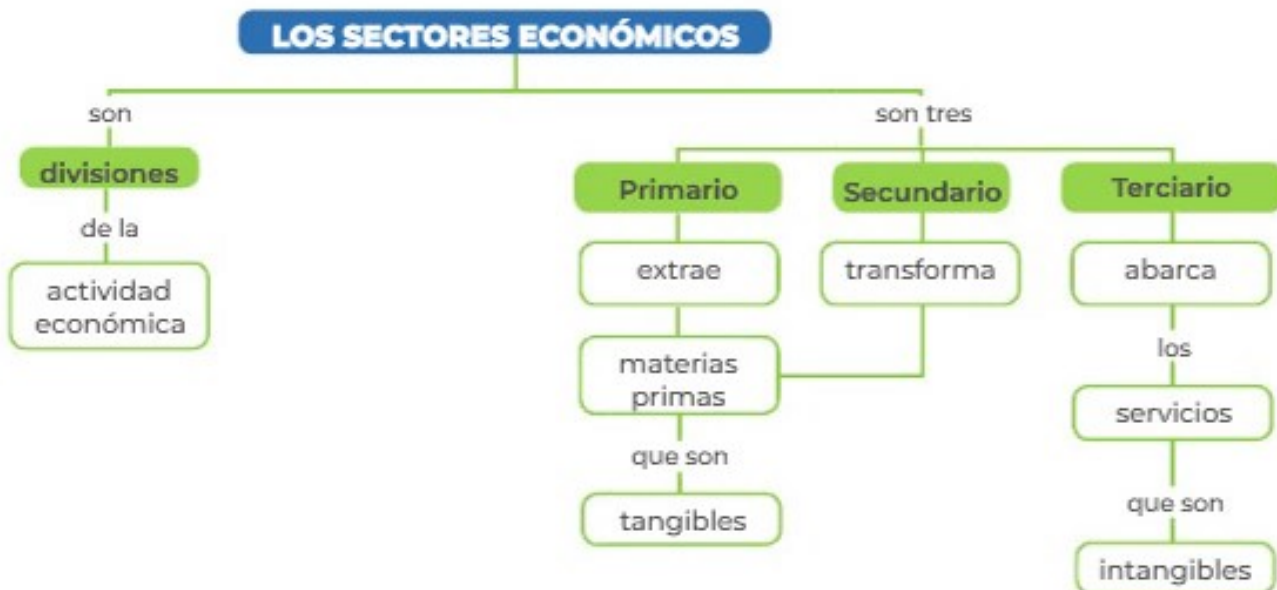 LOS SECTORES ECONÓMICOS
son
divisiones
de la
actividad
económica
son tres
Primario
extrae
materias
primas
que son
tangibles
Secundario
transforma
Terciario
abarca
los
servicios
que son
intangibles